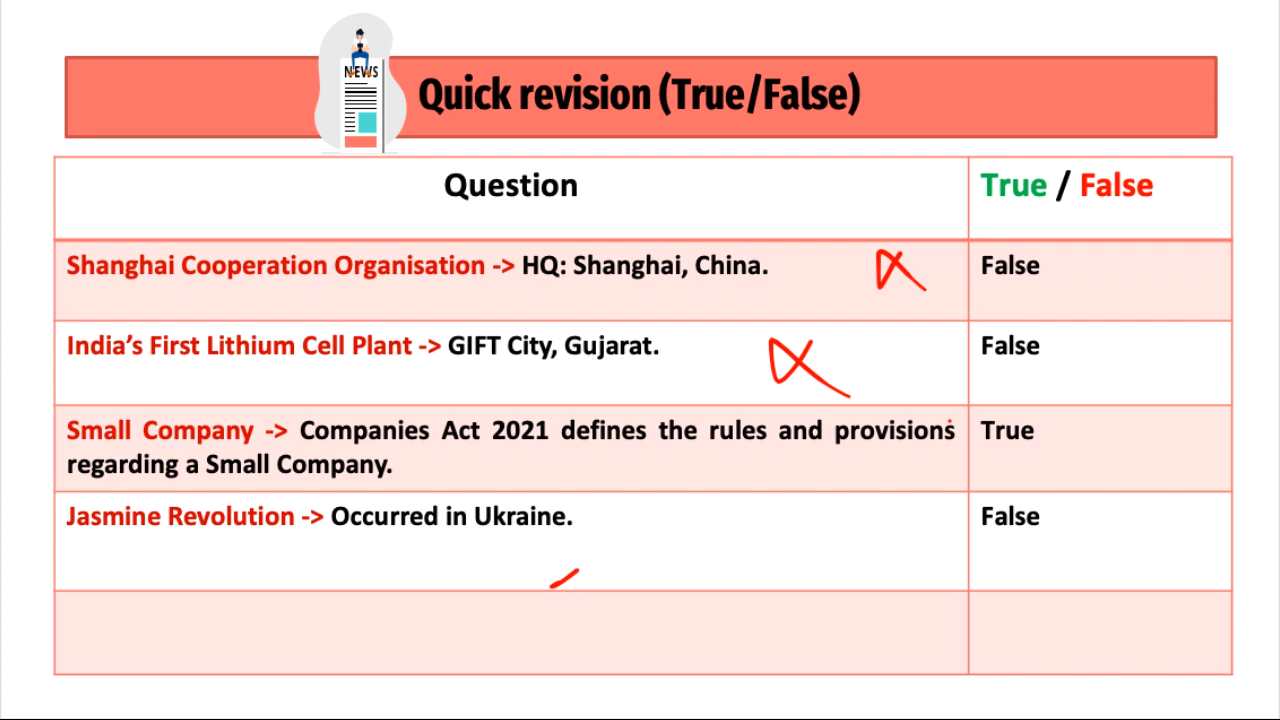 NEWS
Quick revision (True/False)
Question
True / False
Shanghai Cooperation Organisation -> HQ: Shanghai, China.
False
India’s First Lithium Cell Plant -> GIFT City, Gujarat.
False
Small Company -> Companies Act 2021 defines the rules and provisions
regarding a Small Company.
True
Jasmine Revolution -> Occurred in Ukraine.
False